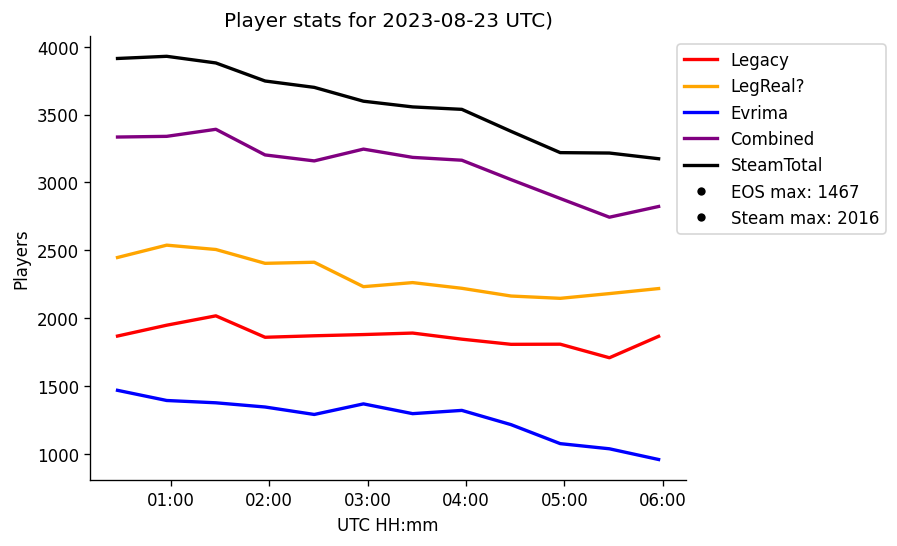 Player stats for 2023-08-23 UTC)
4000
3500
3000
2500
2000
1500
1000
Players
01:00
02:00
03:00
04:00
05:00
06:00
UTC HH:mm
Legacy
LegReal?
Evrima
Combined
SteamTotal
EOS max: 1467
Steam max: 2016